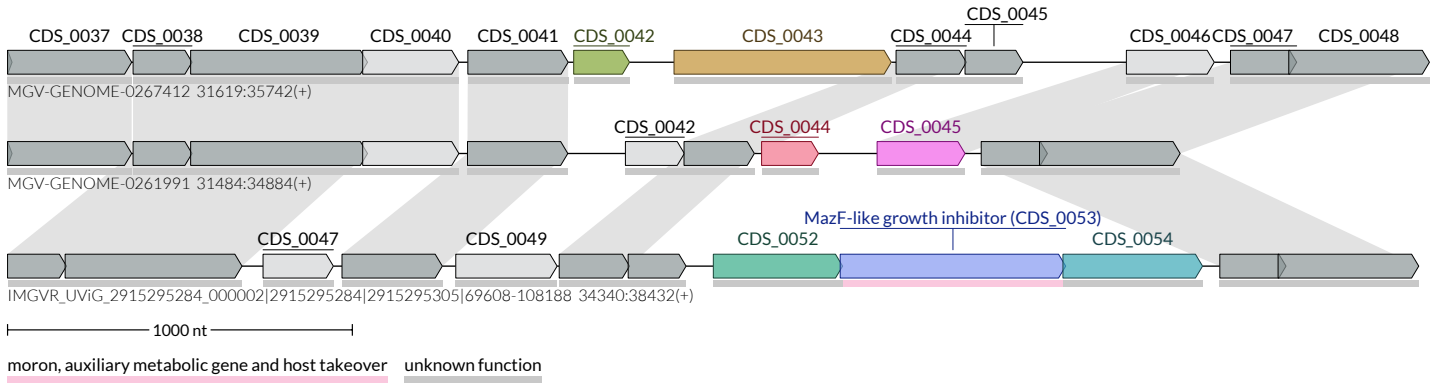 CDS_0037 CDS_0038 CDS_0039 CDS_0040 CDS_0041 CDS_0042 CDS_0043 CDS_0044 CDS_0045 CDS_0046 CDS_0047 CDS_0048
MGV-GENOME-0267412 31619:35742(+)
CDS_0042 CDS_0044 CDS_0045
MGV-GENOME-0261991 31484:34884(+)
MazF-like growth inhibitor (CDS_0053)
CDS_0047 CDS_0049 CDS_0052 CDS_0054
IMGVR_UViG_2915295284_000002|2915295284|2915295305|69608-108188 34340:38432(+)
1000 nt
moron, auxiliary metabolic gene and host takeover unknown function